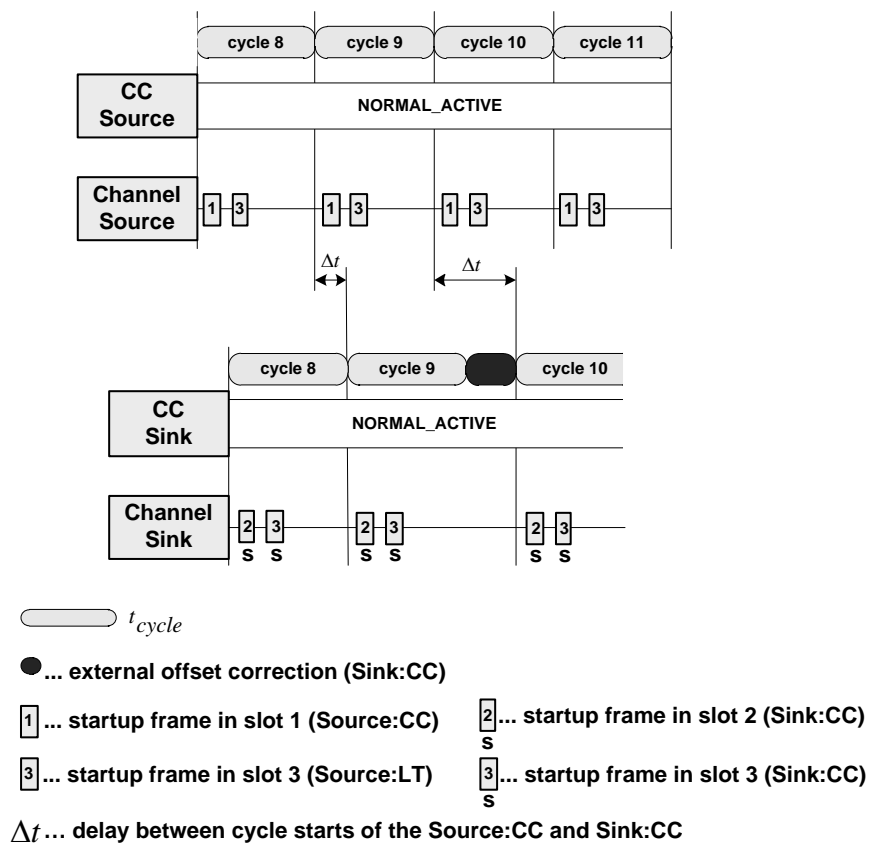 cycle 8 cycle 9 cycle 10 cycle 11
CC
Source
NORMAL_ACTIVE
Channel
Source
1 3 1 3 1 3 1 3
Δt Δt
cycle 8 cycle 9 cycle 10
CC
Sink
NORMAL_ACTIVE
Channel
Sink
2 3 2 3 2 3
s s s s s s
t_cycle
... external offset correction (Sink:CC)
1 ... startup frame in slot 1 (Source:CC)
2 ... startup frame in slot 2 (Sink:CC)
s
3 ... startup frame in slot 3 (Source:LT)
3 ... startup frame in slot 3 (Sink:CC)
s
Δt ... delay between cycle starts of the Source:CC and Sink:CC